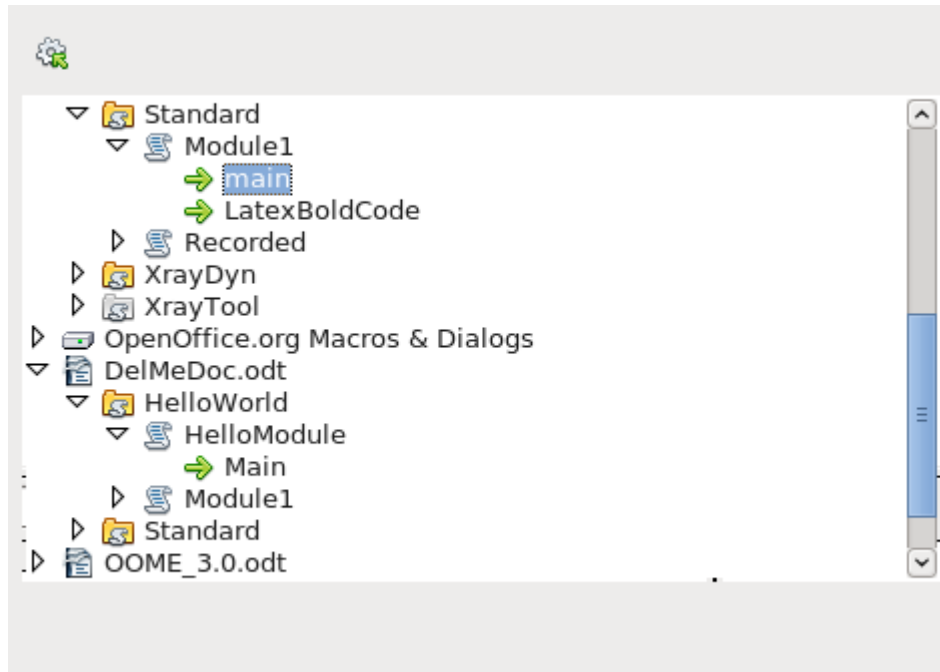 Standard
Module1
main
LatexBoldCode
Recorded
XrayDyn
XrayTool
OpenOffice.org Macros & Dialogs
DelMeDoc.odt
HelloWorld
HelloModule
Main
Module1
Standard
OOME_3.0.odt